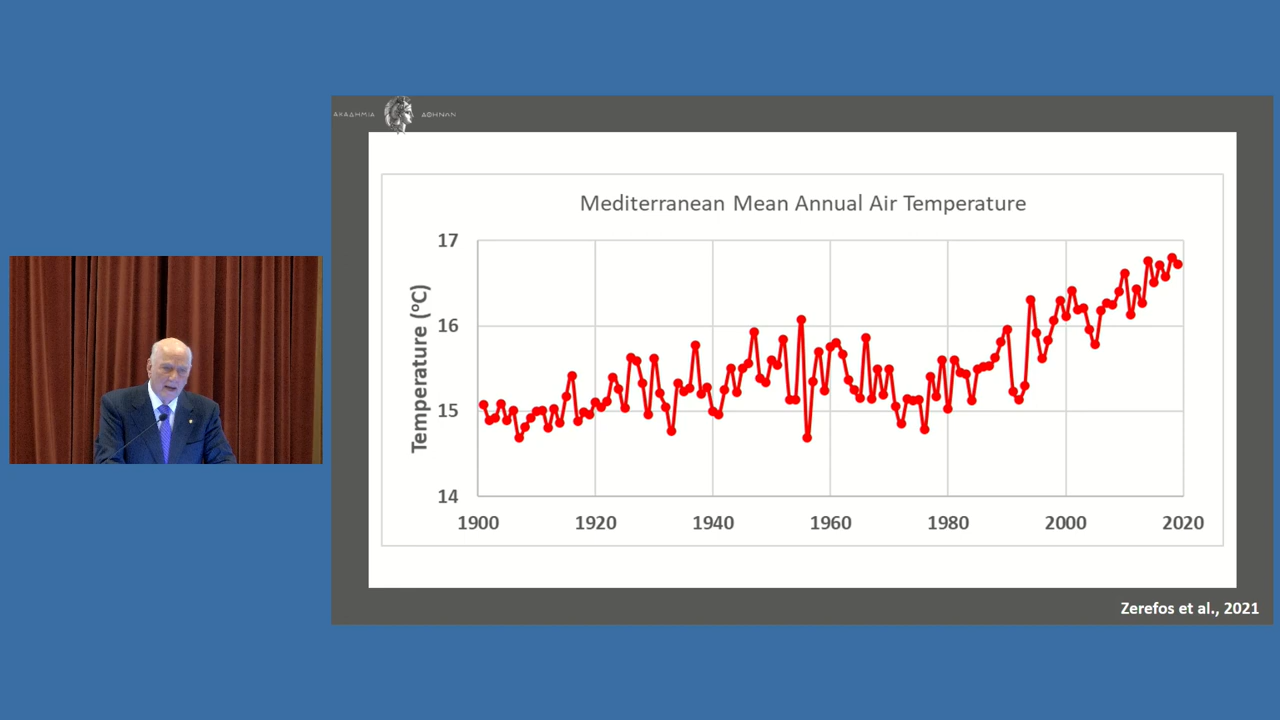 ΑΚΑΔΗΜΙΑ ΑΘΗΝΩΝ
Mediterranean Mean Annual Air Temperature
Temperature (°C)
17
16
15
14
1900 1920 1940 1960 1980 2000 2020
Zerefos et al., 2021